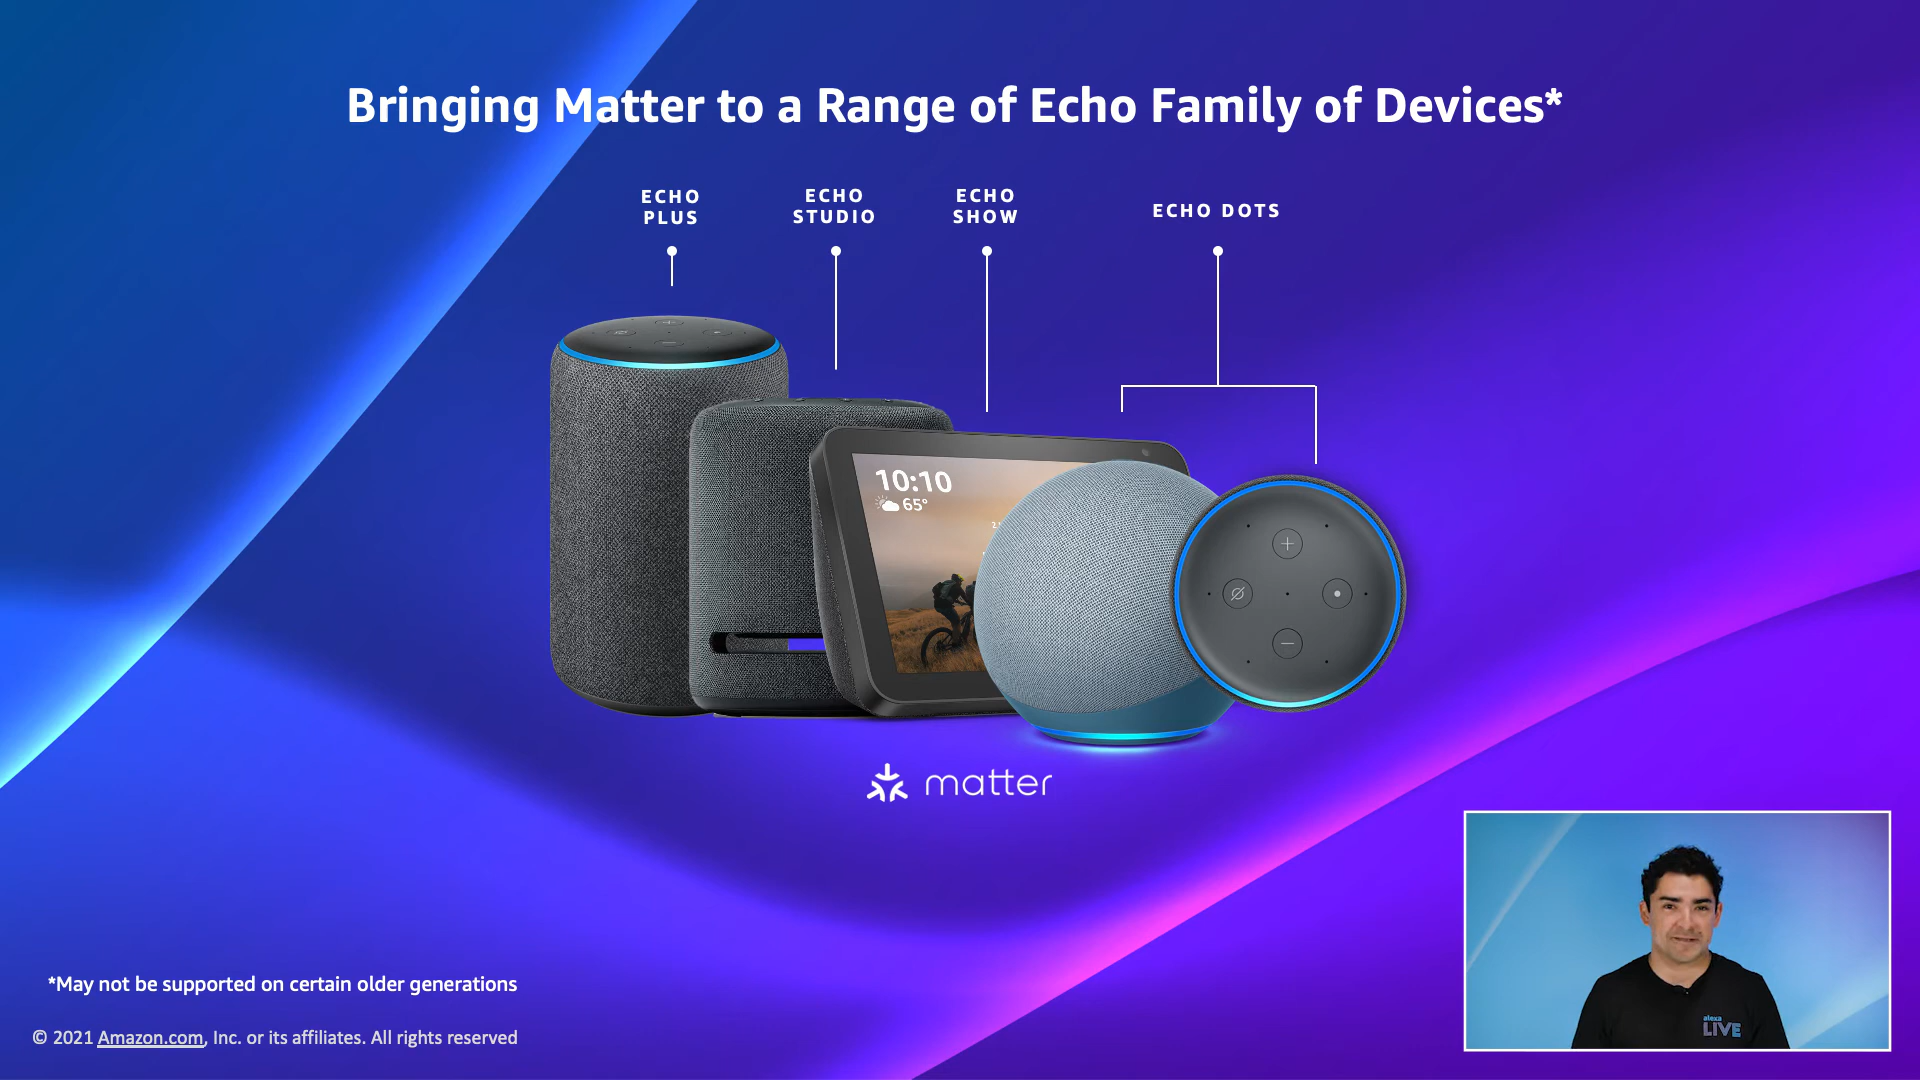 Bringing Matter to a Range of Echo Family of Devices*
ECHO
PLUS
ECHO
STUDIO
ECHO
SHOW
ECHO DOTS
10:10
65°
matter
*May not be supported on certain older generations
© 2021 Amazon.com, Inc. or its affiliates. All rights reserved
alexa
LIVE